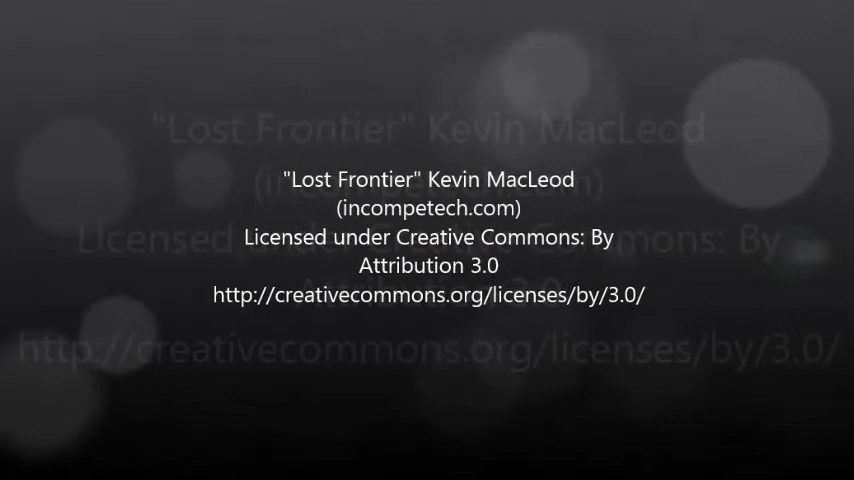 "Lost Frontier" Kevin MacLeod
(incompetech.com)
Licensed under Creative Commons: By
Attribution 3.0
http://creativecommons.org/licenses/by/3.0/